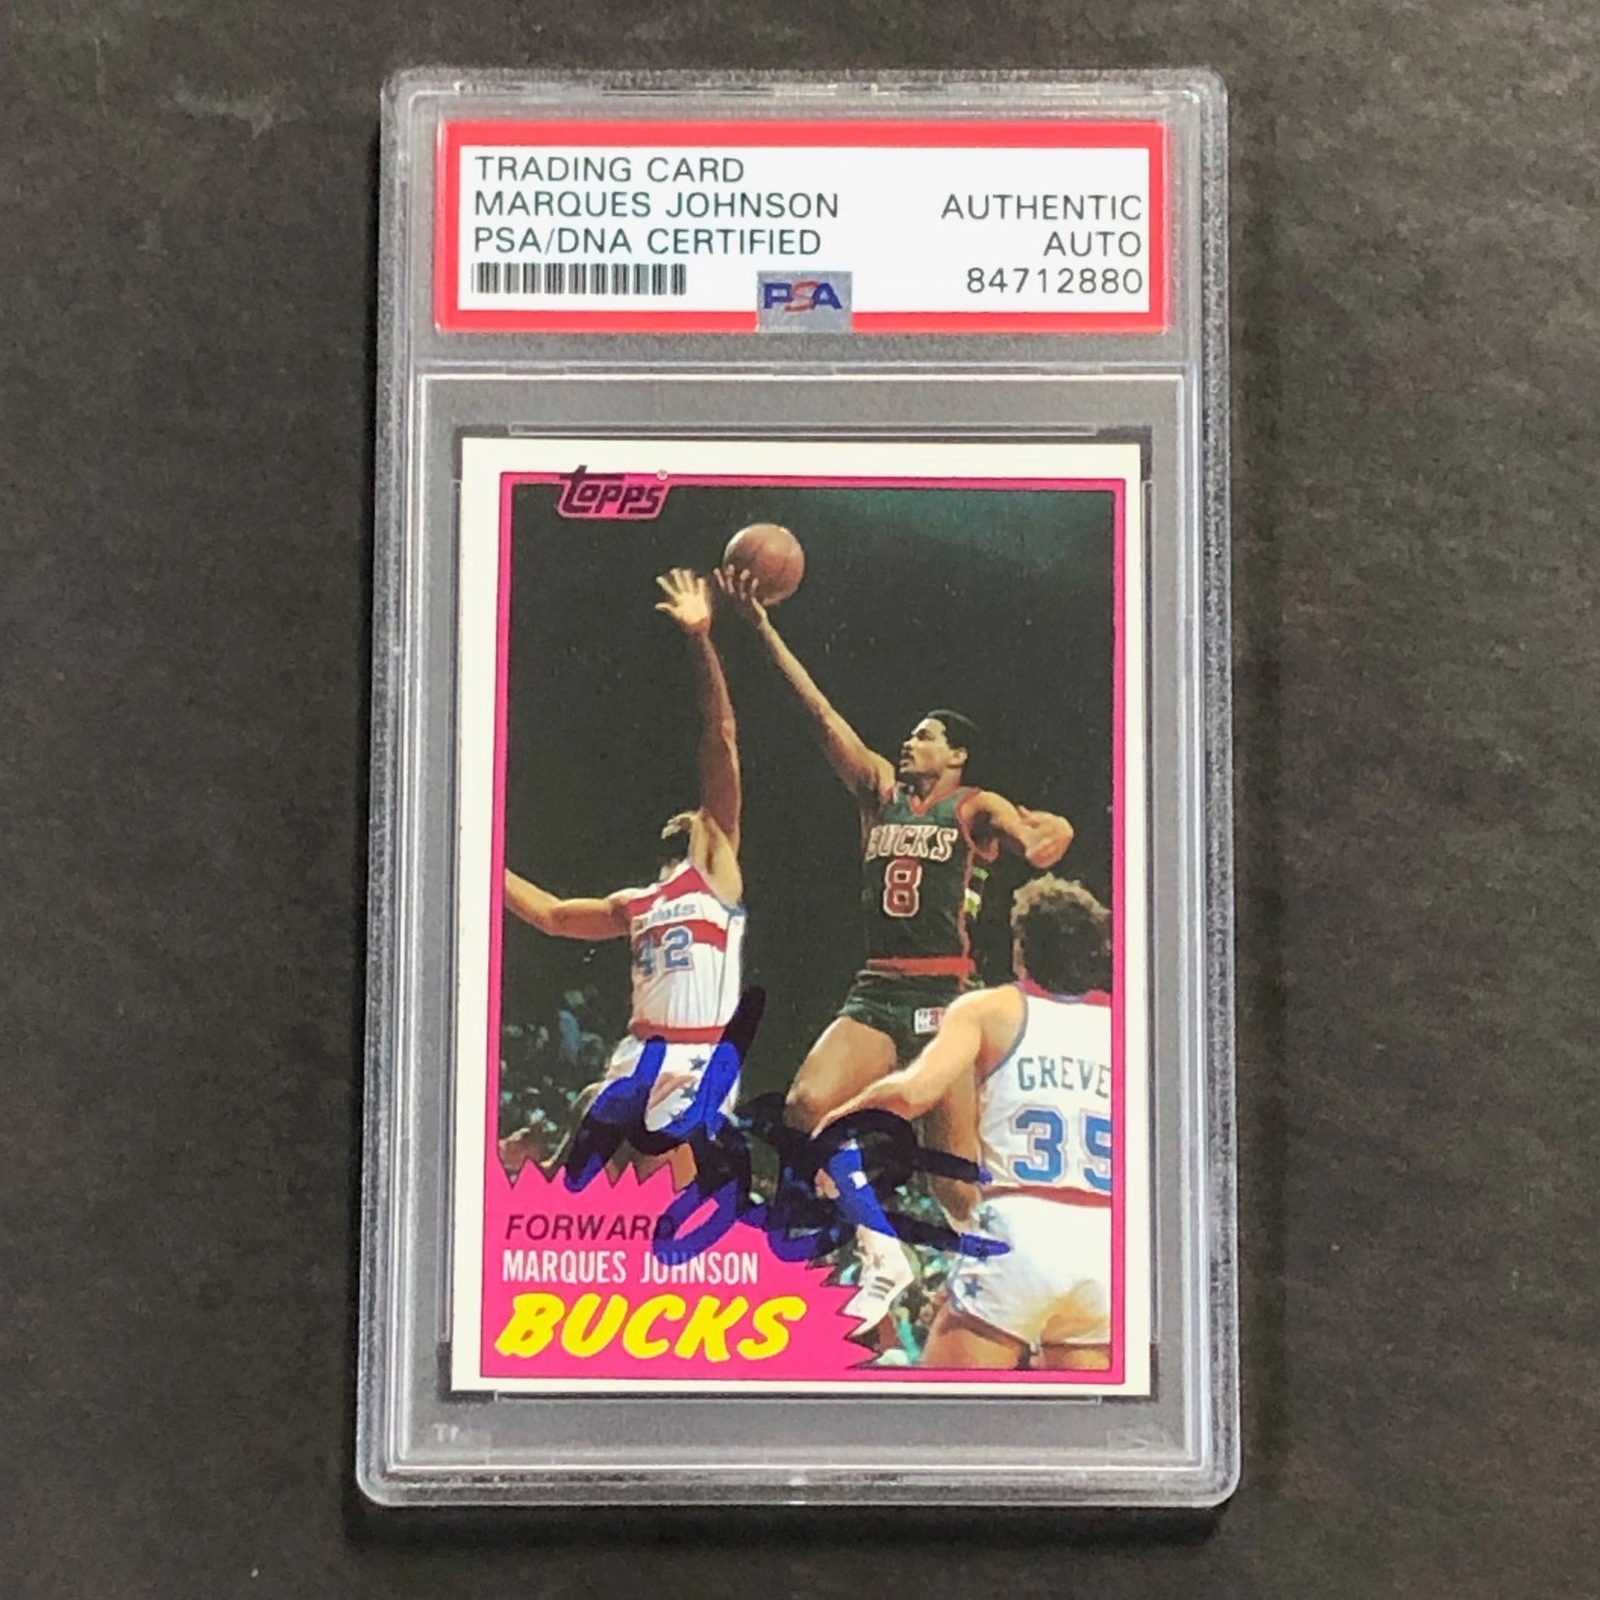 TRADING CARD
MARQUES JOHNSON AUTHENTIC
PSA/DNA CERTIFIED AUTO
PSA 84712880
topps
BUCKS
8
42
GREVE
35
FORWARD
MARQUES JOHNSON
BUCKS